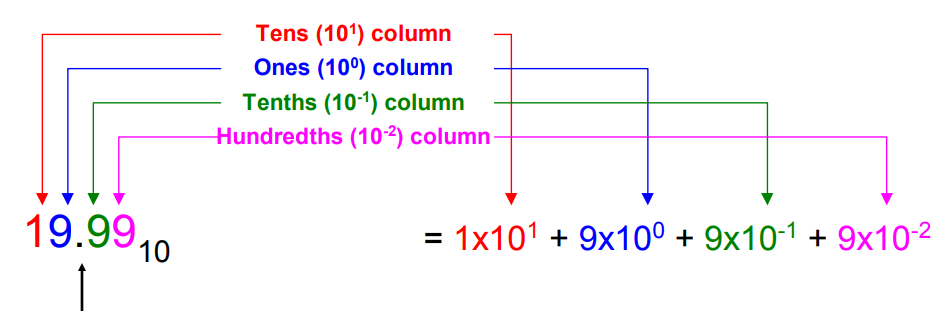 Tens (10¹) column
Ones (10⁰) column
Tenths (10⁻¹) column
Hundredths (10⁻²) column
19.99₁₀ = 1x10¹ + 9x10⁰ + 9x10⁻¹ + 9x10⁻²